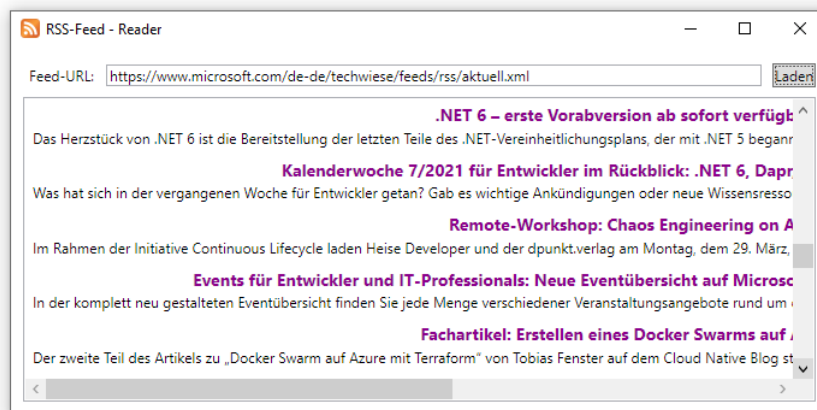 RSS-Feed - Reader
Feed-URL: https://www.microsoft.com/de-de/techwiese/feeds/rss/aktuell.xml Laden
.NET 6 – erste Vorabversion ab sofort verfügb
Das Herzstück von .NET 6 ist die Bereitstellung der letzten Teile des .NET-Vereinheitlichungsplans, der mit .NET 5 begann
Kalenderwoche 7/2021 für Entwickler im Rückblick: .NET 6, Dapr,
Was hat sich in der vergangenen Woche für Entwickler getan? Gab es wichtige Ankündigungen oder neue Wissensresso
Remote-Workshop: Chaos Engineering on A
Im Rahmen der Initiative Continuous Lifecycle laden Heise Developer und der dpunkt.verlag am Montag, dem 29. März,
Events für Entwickler und IT-Professionals: Neue Eventübersicht auf Microso
In der komplett neu gestalteten Eventübersicht finden Sie jede Menge verschiedener Veranstaltungsangebote rund um
Fachartikel: Erstellen eines Docker Swarms auf
Der zweite Teil des Artikels zu „Docker Swarm auf Azure mit Terraform“ von Tobias Fenster auf dem Cloud Native Blog st